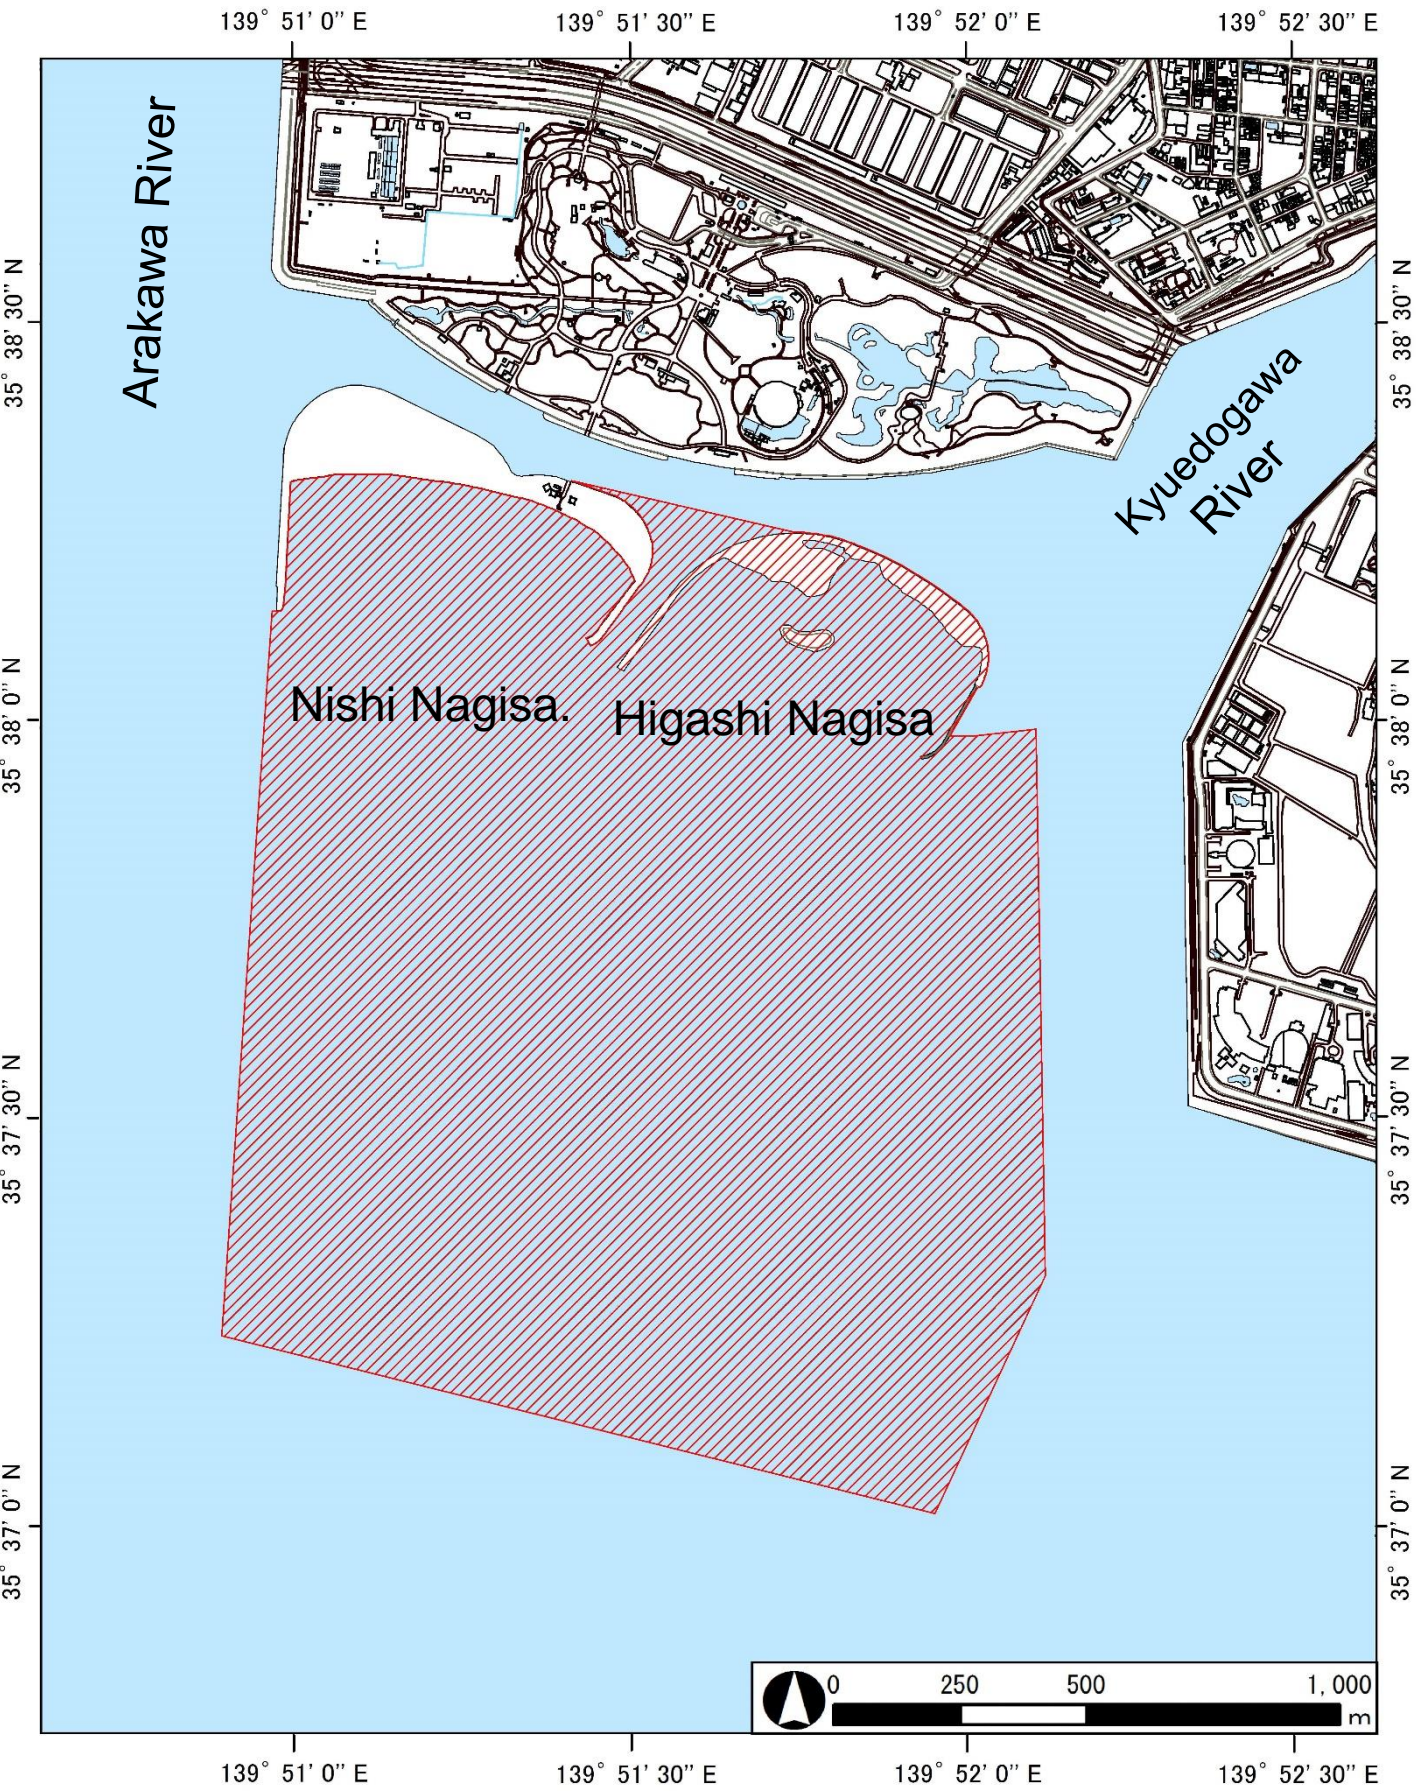 139° 51' 0" E
139° 51' 30" E
139° 52' 0" E
139° 52' 30" E
Arakawa River
35° 38' 30" N
35° 38' 30" N
Kyuedogawa
River
35° 38' 0" N
Nishi Nagisa.
Higashi Nagisa
35° 38' 0" N
35° 37' 30" N
35° 37' 30" N
35° 37' 0" N
35° 37' 0" N
0 250 500 1,000
m
139° 51' 0" E
139° 51' 30" E
139° 52' 0" E
139° 52' 30" E